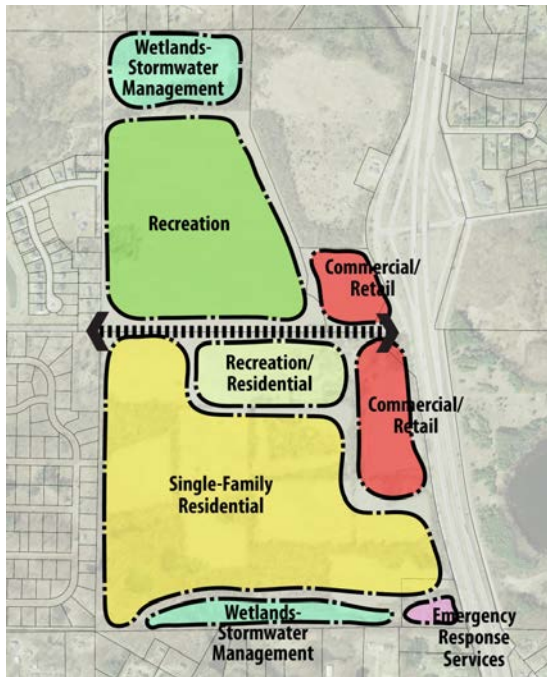 Wetlands-
Stormwater
Management
Recreation
Commercial/
Retail
Recreation/
Residential
Commercial/
Retail
Single-Family
Residential
Wetlands-
Stormwater
Management
Emergency
Response
Services